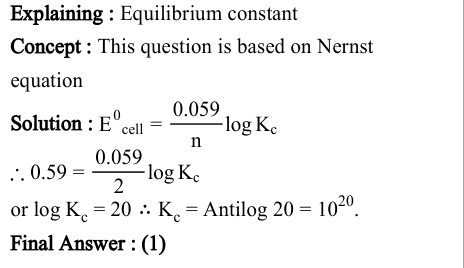 Explaining : Equilibrium constant
Concept : This question is based on Nernst
equation
Solution : E⁰cell = 0.059/n log Kc
∴ 0.59 = 0.059/2 log Kc
or log Kc = 20 ∴ Kc = Antilog 20 = 10²⁰.
Final Answer : (1)